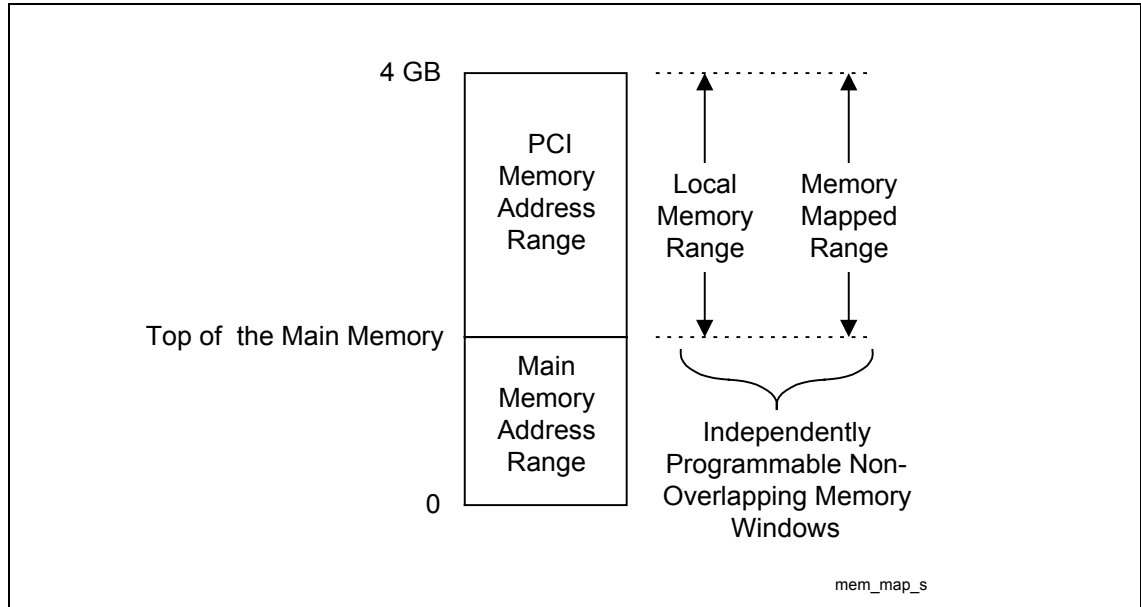 4 GB
PCI
Memory
Address
Range
Local
Memory
Range
Memory
Mapped
Range
Top of the Main Memory
Main
Memory
Address
Range
0
Independently
Programmable Non-
Overlapping Memory
Windows
mem_map_s